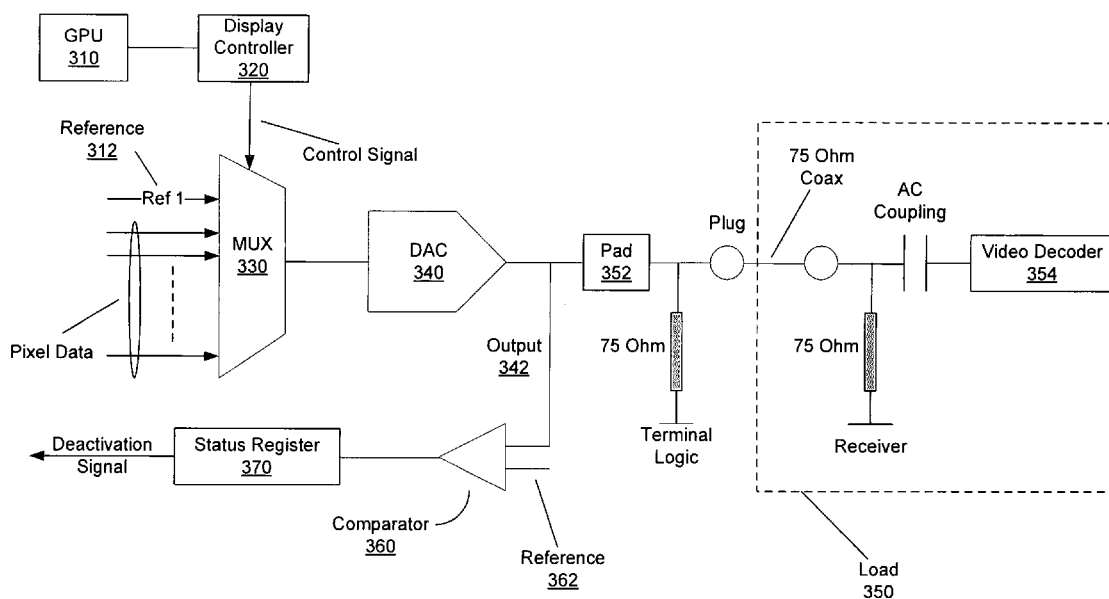 GPU
310
Display
Controller
320
Reference
312
Control Signal
Ref 1
MUX
330
Pixel Data
DAC
340
Output
342
Pad
352
Plug
75 Ohm
Coax
AC
Coupling
Video Decoder
354
75 Ohm
75 Ohm
Terminal
Logic
Receiver
Deactivation
Signal
Status Register
370
Comparator
360
Reference
362
Load
350